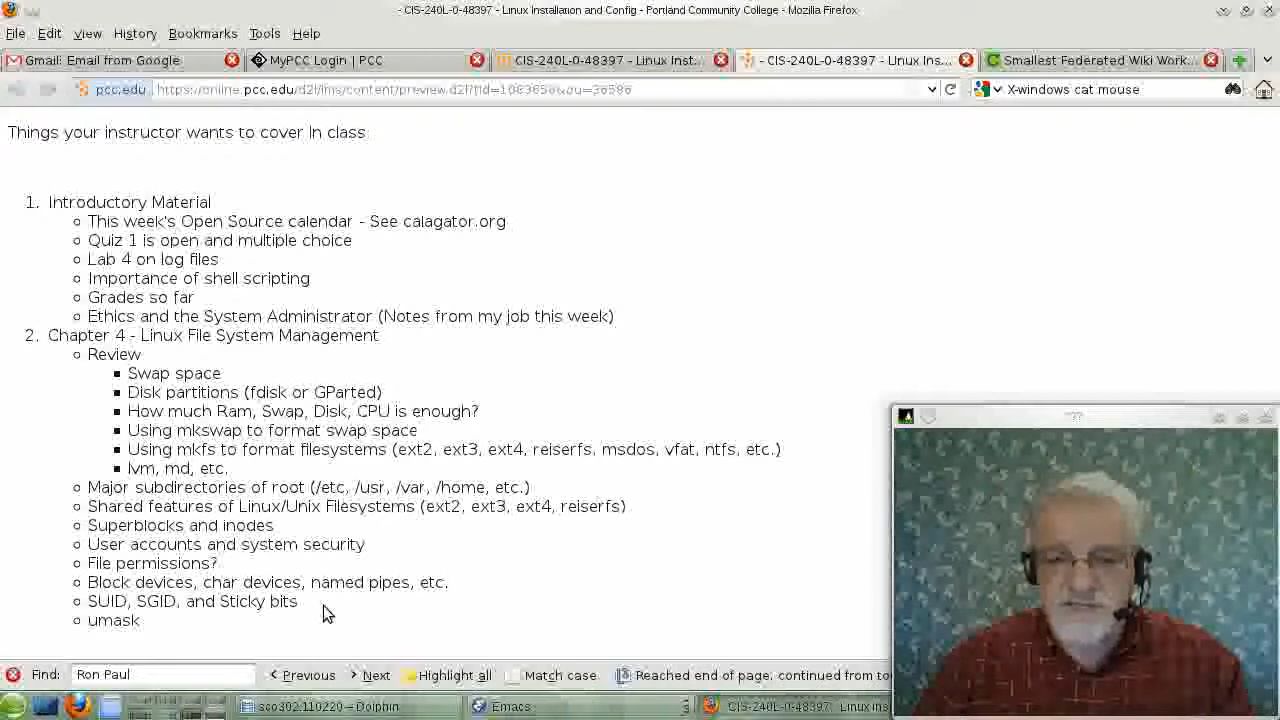 - CIS-240L-0-48397 - Linux Installation and Config - Portland Community College - Mozilla Firefox
File Edit View History Bookmarks Tools Help
Gmail: Email from Google MyPCC Login | PCC CIS-240L-0-48397 - Linux Inst... - CIS-240L-0-48397 - Linux Ins... Smallest Federated Wiki Work...
pcc.edu X-windows cat mouse
Things your instructor wants to cover In class
1. Introductory Material
This week's Open Source calendar - See calagator.org
Quiz 1 is open and multiple choice
Lab 4 on log files
Importance of shell scripting
Grades so far
Ethics and the System Administrator (Notes from my job this week)
2. Chapter 4 - Linux File System Management
Review
Swap space
Disk partitions (fdisk or GParted)
How much Ram, Swap, Disk, CPU is enough?
Using mkswap to format swap space
Using mkfs to format filesystems (ext2, ext3, ext4, reiserfs, msdos, vfat, ntfs, etc.)
lvm, md, etc.
Major subdirectories of root (/etc, /usr, /var, /home, etc.)
Shared features of Linux/Unix Filesystems (ext2, ext3, ext4, reiserfs)
Superblocks and inodes
User accounts and system security
File permissions?
Block devices, char devices, named pipes, etc.
SUID, SGID, and Sticky bits
umask
Find: Ron Paul Previous Next Highlight all Match case Reached end of page, continued from to
- Dolphin Emacs 3 CIS-240L-0-48397 - Linux Ins